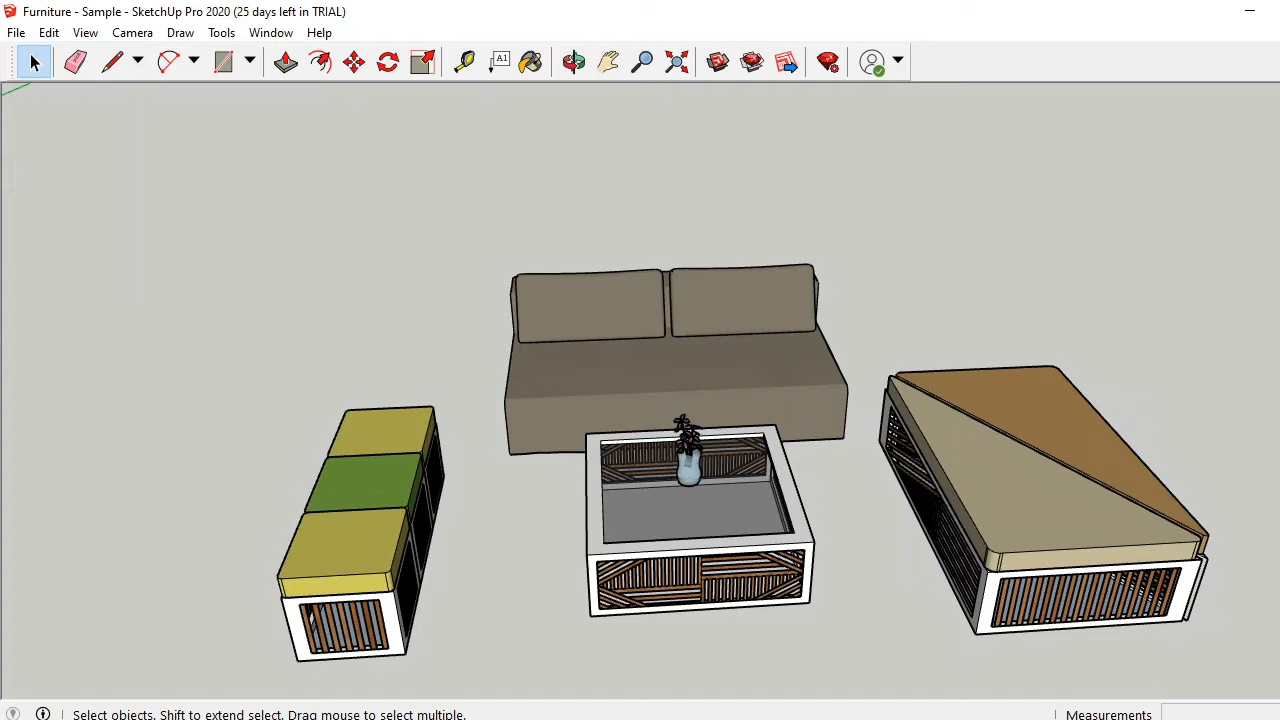 Furniture - Sample - SketchUp Pro 2020 (25 days left in TRIAL)
File Edit View Camera Draw Tools Window Help
A1
Select objects. Shift to extend select. Drag mouse to select multiple.
Measurements